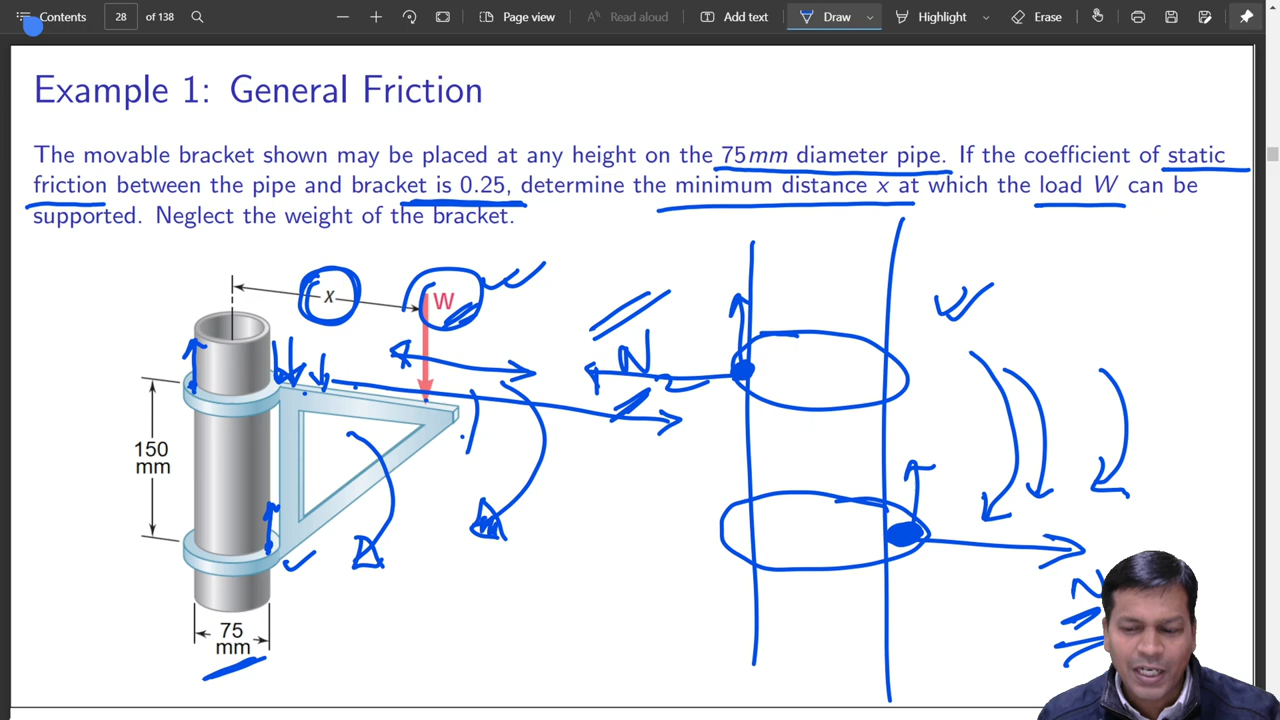 Contents
28
of 138
Page view
Read aloud
Add text
Draw
Highlight
Erase
Example 1: General Friction
The movable bracket shown may be placed at any height on the 75mm diameter pipe. If the coefficient of static
friction between the pipe and bracket is 0.25, determine the minimum distance x at which the load W can be
supported. Neglect the weight of the bracket.
x
W
N
150
mm
75
mm
N